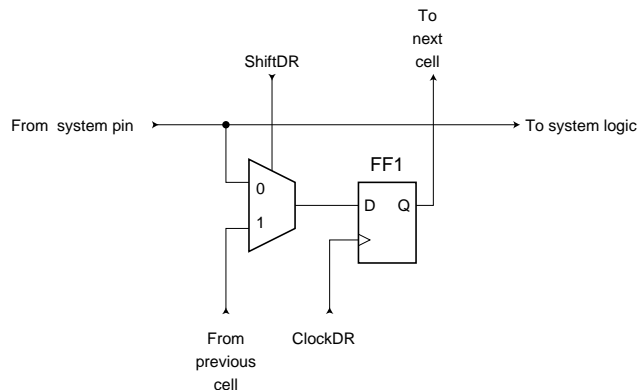 To
next
cell
ShiftDR
From system pin
To system logic
FF1
0
D Q
1
From
previous
cell
ClockDR